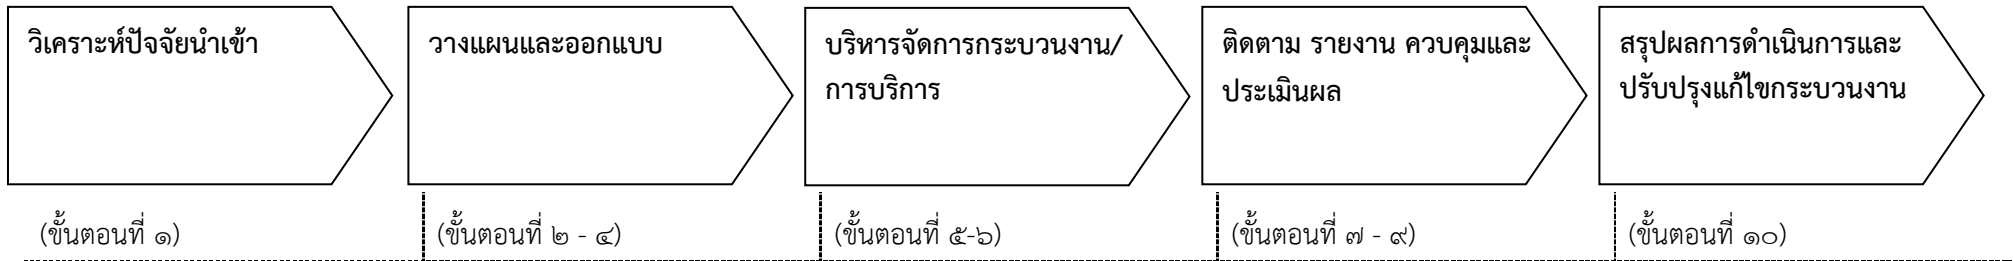 วิเคราะห์ปัจจัยนำเข้า
วางแผนและออกแบบ
บริหารจัดการกระบวนงาน/
การบริการ
ติดตาม รายงาน ควบคุมและ
ประเมินผล
สรุปผลการดำเนินการและ
ปรับปรุงแก้ไขกระบวนงาน
(ขั้นตอนที่ ๑)
(ขั้นตอนที่ ๒ - ๔)
(ขั้นตอนที่ ๕-๖)
(ขั้นตอนที่ ๗ - ๙)
(ขั้นตอนที่ ๑๐)